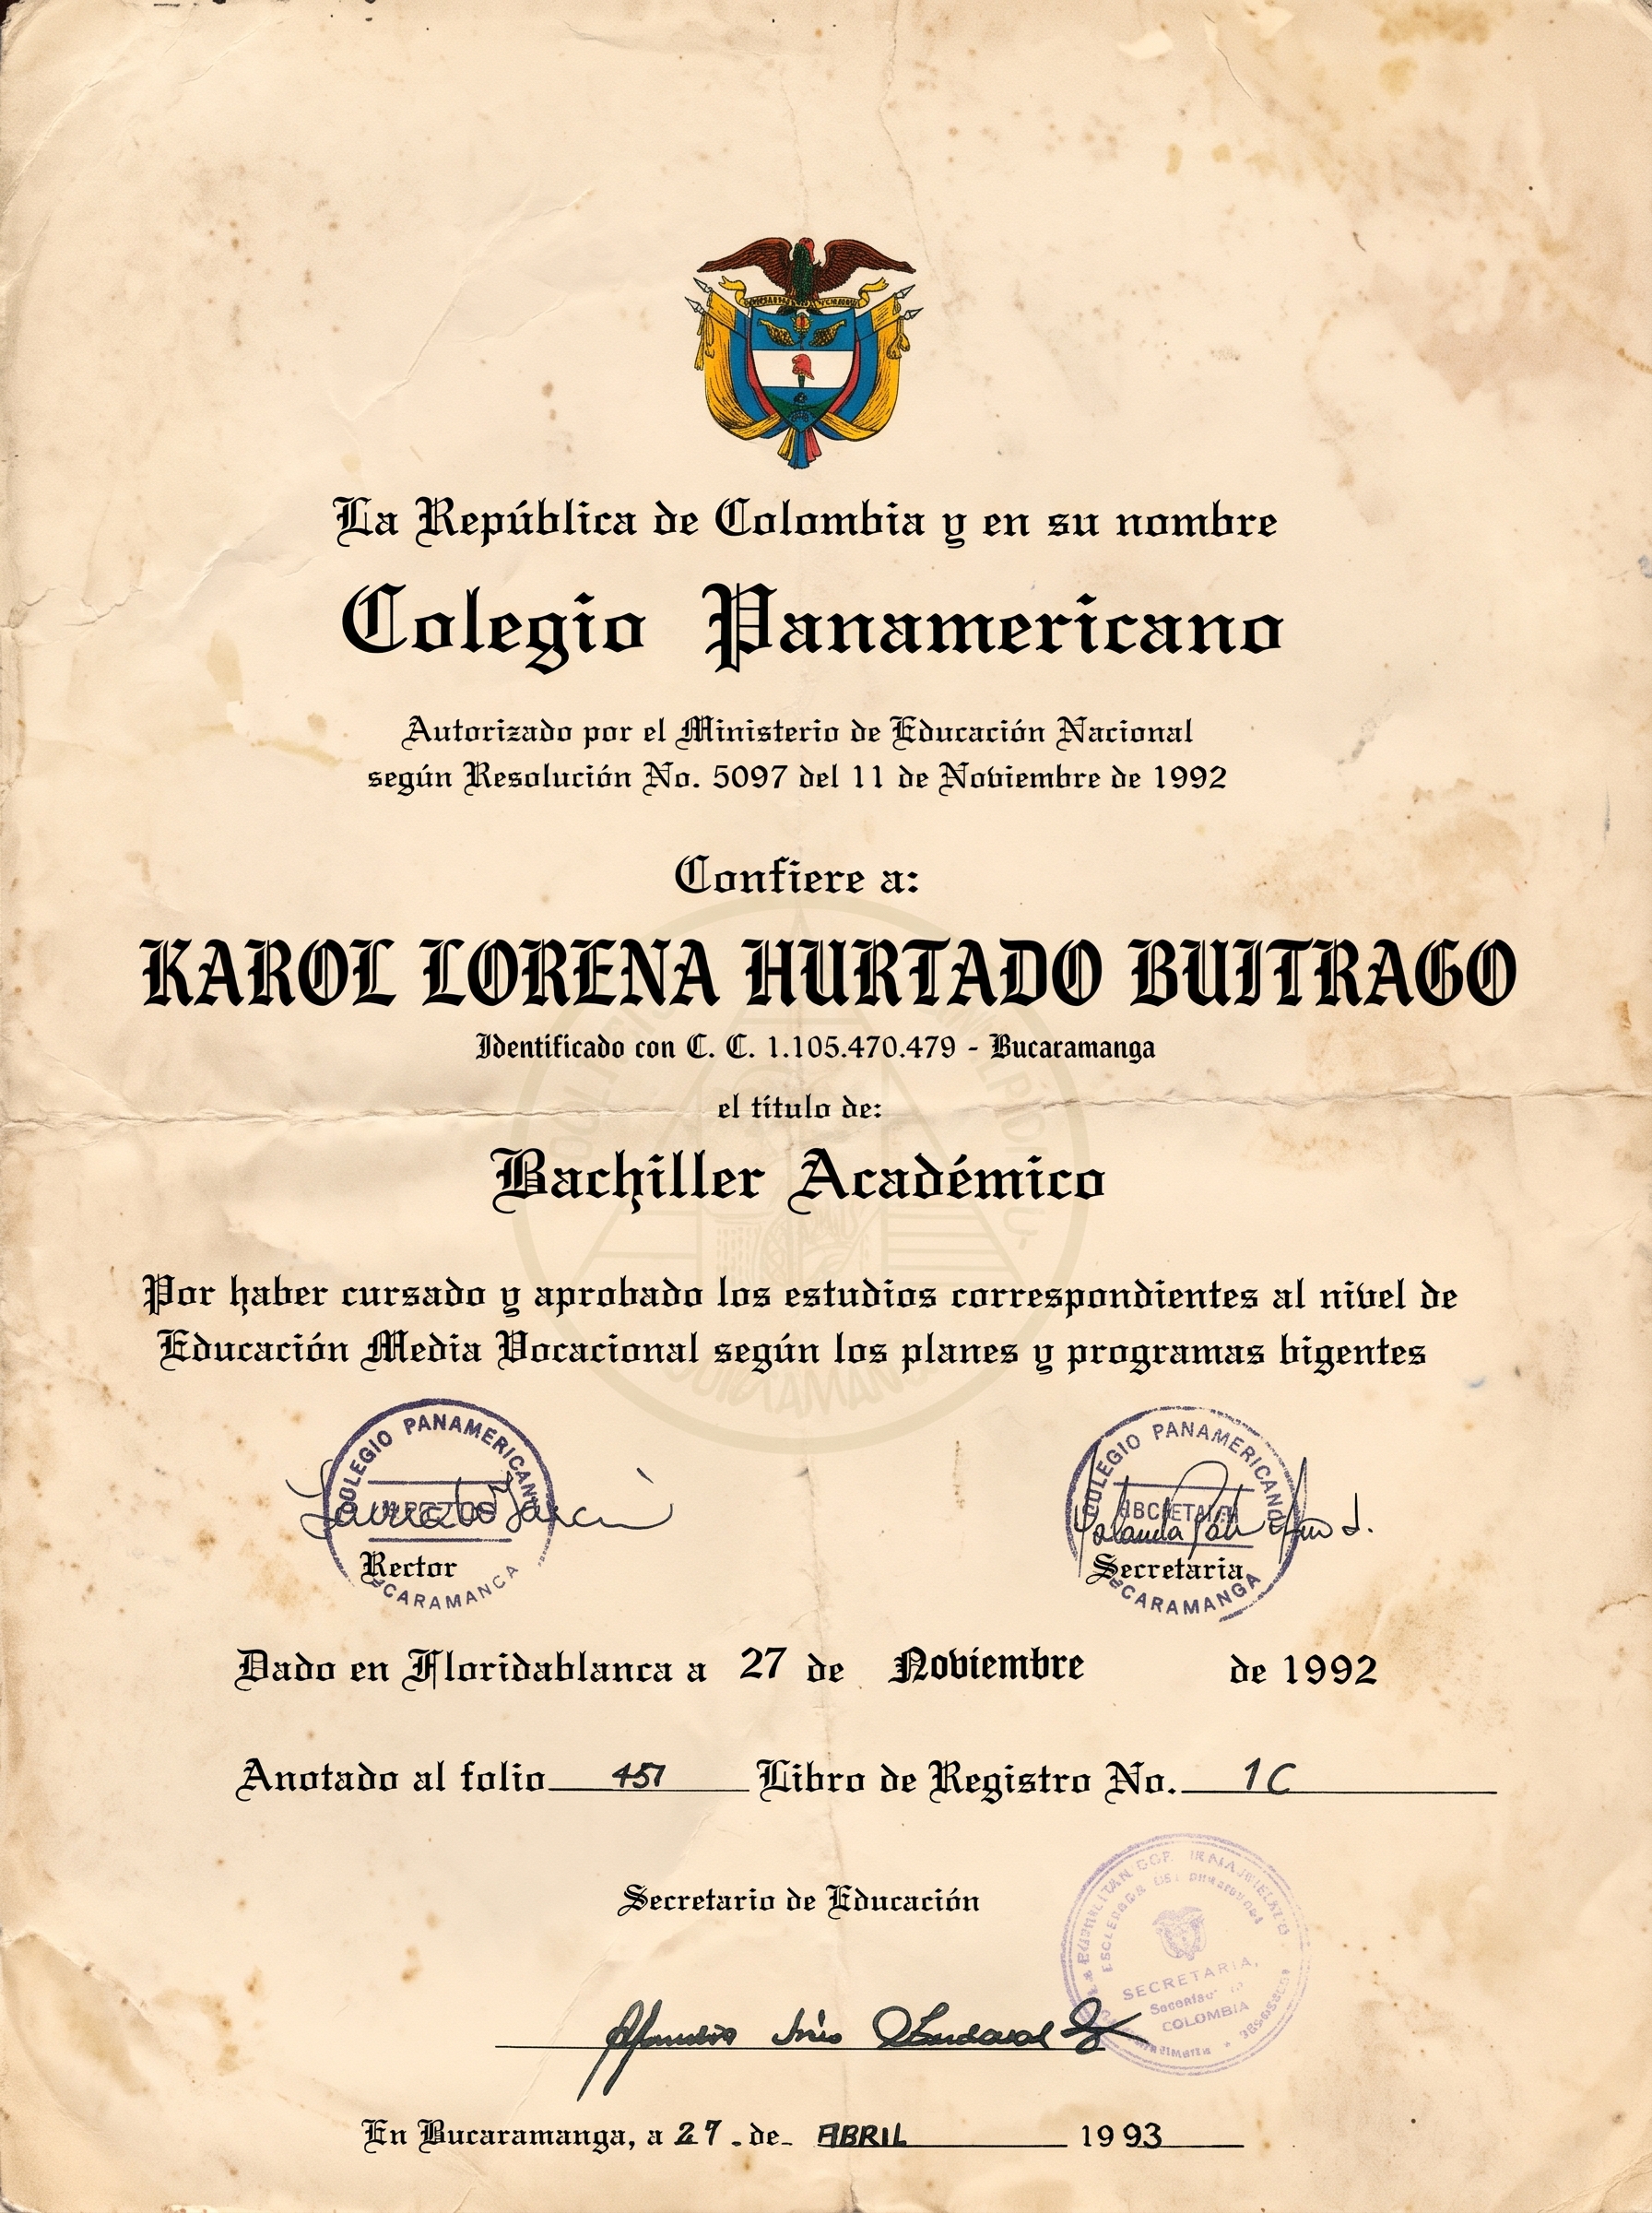 La República de Colombia y en su nombre
Colegio Panamericano
Autorizado por el Ministerio de Educación Nacional
según Resolución No. 5097 del 11 de Noviembre de 1992
Confiere a:
KAROL LORENA HURTADO BUITRAGO
Identificado con C. C. 1.105.470.479 - Bucaramanga
el título de:
Bachiller Académico
Por haber cursado y aprobado los estudios correspondientes al nivel de
Educación Media Vocacional según los planes y programas bigentes
COLEGIO PANAMERICANO
COLEGIO PANAMERICANO
Rector
Secretaria
BUCARAMANGA
Dado en Floridablanca a 27 de Noviembre de 1992
Anotado al folio 451 Libro de Registro No. 1C
Secretario de Educación
SECRETARIA,
COLOMBIA
En Bucaramanga, a 27 . de ABRIL 1993